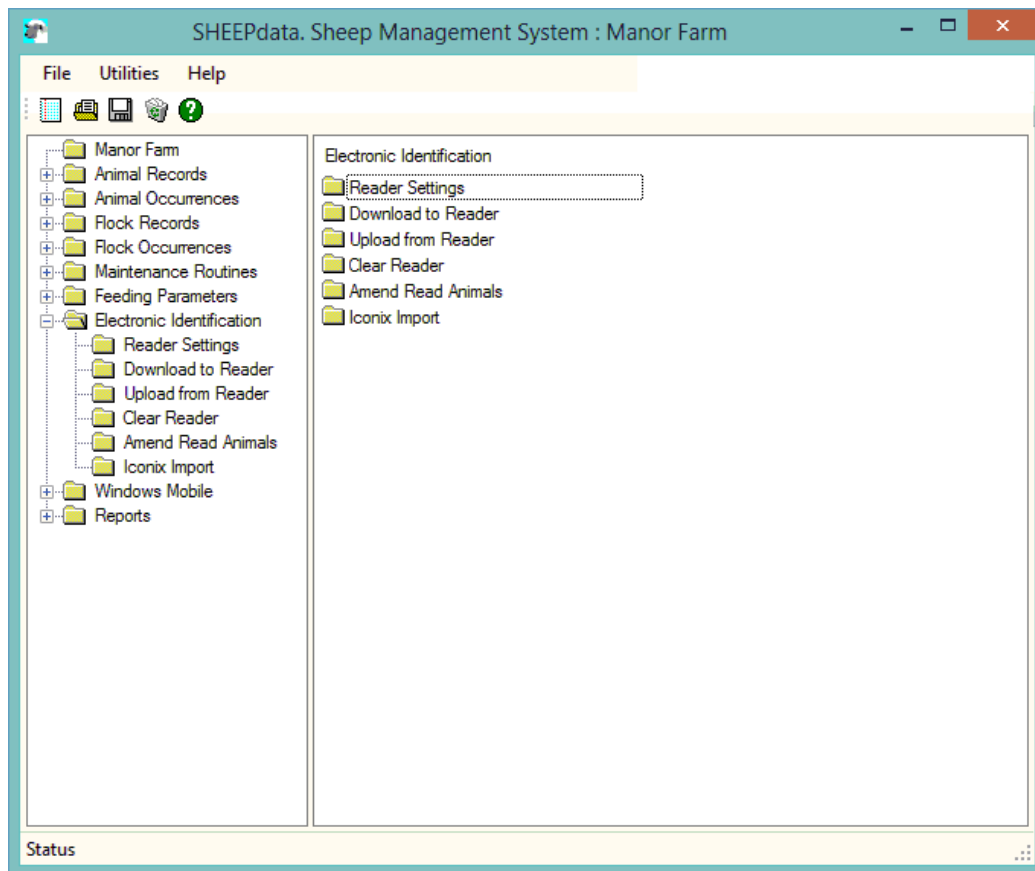 SHEEPdata. Sheep Management System : Manor Farm
File Utilities Help
Manor Farm
Animal Records
Animal Occurrences
Flock Records
Flock Occurrences
Maintenance Routines
Feeding Parameters
Electronic Identification
Reader Settings
Download to Reader
Upload from Reader
Clear Reader
Amend Read Animals
Iconix Import
Windows Mobile
Reports
Electronic Identification
Reader Settings
Download to Reader
Upload from Reader
Clear Reader
Amend Read Animals
Iconix Import
Status